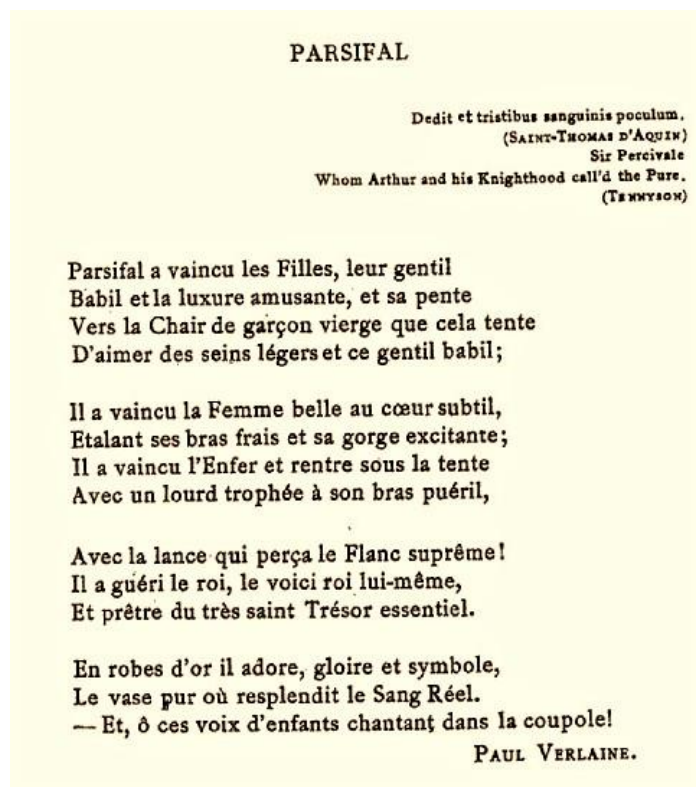 PARSIFAL
Dedit et tristibus sanguinis poculum.
(SAINT-THOMAS D'AQUIN)
Sir Percivale
Whom Arthur and his Knighthood call'd the Pure.
(TENNYSON)
Parsifal a vaincu les Filles, leur gentil
Babil et la luxure amusante, et sa pente
Vers la Chair de garçon vierge que cela tente
D'aimer des seins légers et ce gentil babil;
Il a vaincu la Femme belle au cœur subtil,
Etalant ses bras frais et sa gorge excitante;
Il a vaincu l'Enfer et rentre sous la tente
Avec un lourd trophée à son bras puéril,
Avec la lance qui perça le Flanc suprême!
Il a guéri le roi, le voici roi lui-même,
Et prêtre du très saint Trésor essentiel.
En robes d'or il adore, gloire et symbole,
Le vase pur où resplendit le Sang Réel.
— Et, ô ces voix d'enfants chantant dans la coupole!
PAUL VERLAINE.